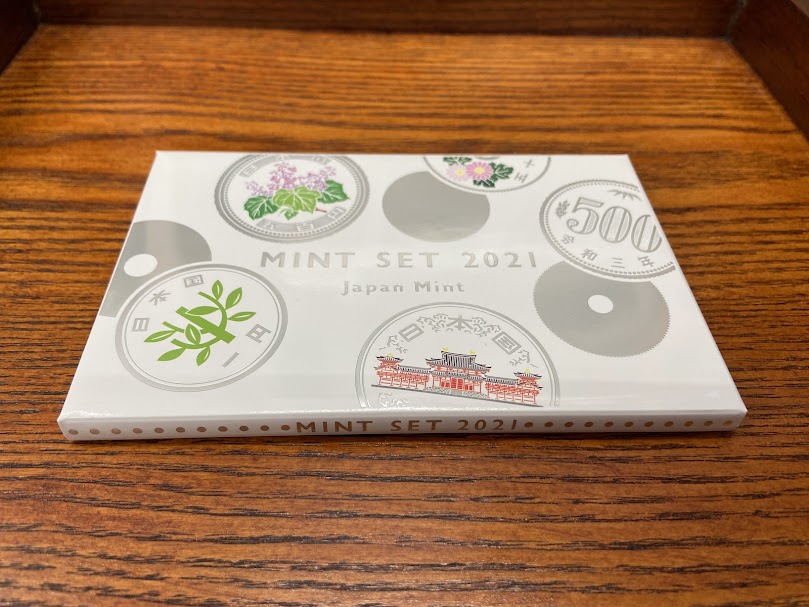 MINT SET 2021
Japan Mint
500
令和三年
日本国
一円
日本国
MINT SET 2021